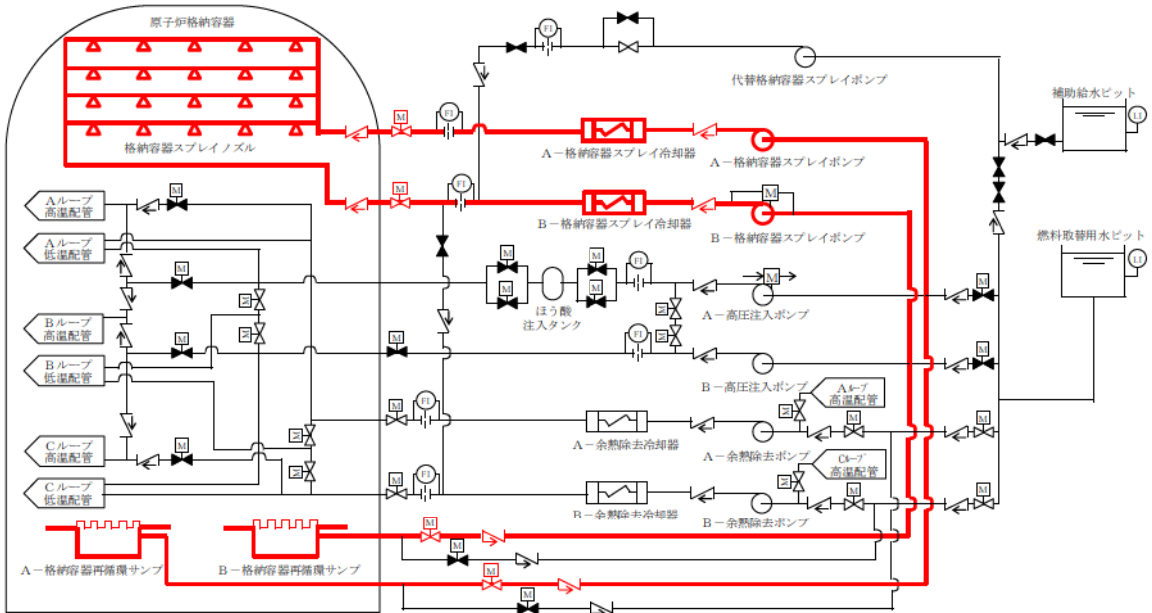 原子炉格納容器
格納容器スプレイノズル
FI
代替格納容器スプレイポンプ
補助給水ピット
LI
M
FI
A－格納容器スプレイ冷却器
A－格納容器スプレイポンプ
M
FI
M
B－格納容器スプレイ冷却器
B－格納容器スプレイポンプ
燃料取替用水ピット
LI
Aループ
高温配管
M
Aループ
低温配管
M
M
M
FI
M
M
ほう酸
注入タンク
M
M
A－高圧注入ポンプ
M
Bループ
高温配管
M
M
M
M
FI
M
Bループ
低温配管
B－高圧注入ポンプ
Aループ
高温配管
M
M
FI
M
M
M
A－余熱除去冷却器
A－余熱除去ポンプ
Cループ
高温配管
M
M
Cループ
高温配管
M
Cループ
低温配管
M
FI
M
M
M
B－余熱除去冷却器
B－余熱除去ポンプ
M
M
A－格納容器再循環サンプ
B－格納容器再循環サンプ
M
M